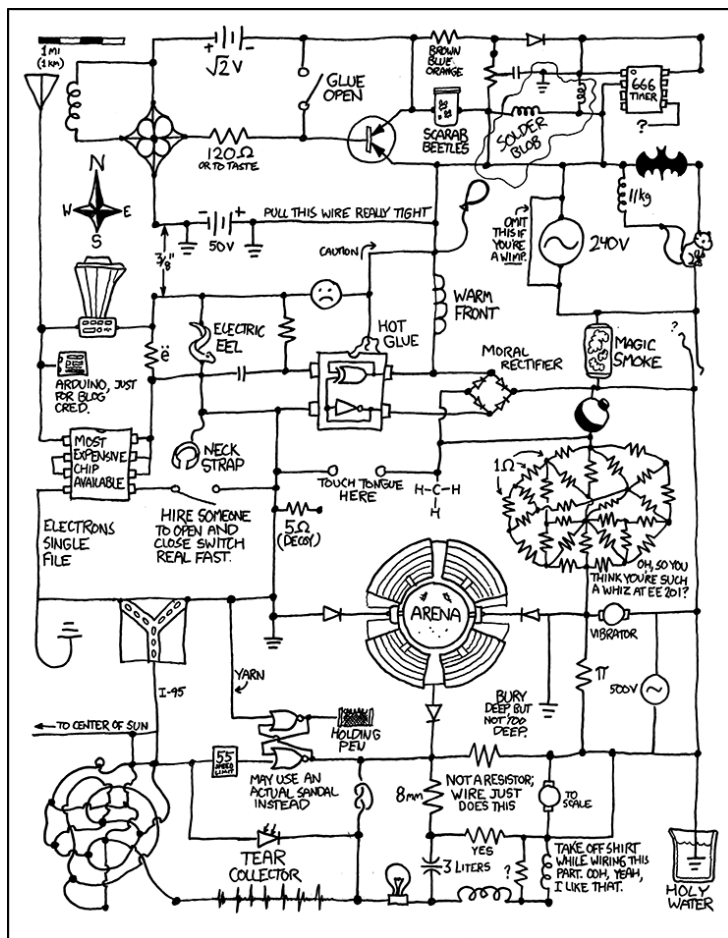 1 MI
(1 KM)
+ -
√2 V
GLUE
OPEN
BROWN
BLUE
ORANGE
666
TIMER
?
SCARAB
BEETLES
SOLDER
BLOB
120Ω
OR TO TASTE
N
W E
S
- +
50V
PULL THIS WIRE REALLY TIGHT
11kg
OMIT
THIS IF
YOU'RE
A WIMP.
240V
CAUTION
3/8"
WARM
FRONT
ELECTRIC
EEL
HOT
GLUE
MORAL
RECTIFIER
MAGIC
SMOKE
?
ë
ARDUINO, JUST
FOR BLOG
CRED.
MOST
EXPENSIVE
CHIP
AVAILABLE
NECK
STRAP
TOUCH TONGUE
HERE
H-C-H
H
1Ω
HIRE SOMEONE
TO OPEN AND
CLOSE SWITCH
REAL FAST.
5Ω
(DECOY)
ELECTRONS
SINGLE
FILE
OH, SO YOU
THINK YOU'RE SUCH
A WHIZ AT EE 201?
ARENA
VIBRATOR
YARN
I-95
π
500V
BURY
DEEP, BUT
NOT TOO
DEEP.
TO CENTER OF SUN
HOLDING
PEN
55
SPEED
LIMIT
MAY USE AN
ACTUAL SANDAL
INSTEAD
NOT A RESISTOR,
WIRE JUST
DOES THIS
8mm
TO
SCALE
TEAR
COLLECTOR
YES
3 LITERS
?
TAKE OFF SHIRT
WHILE WIRING THIS
PART. OOH, YEAH,
I LIKE THAT.
HOLY
WATER